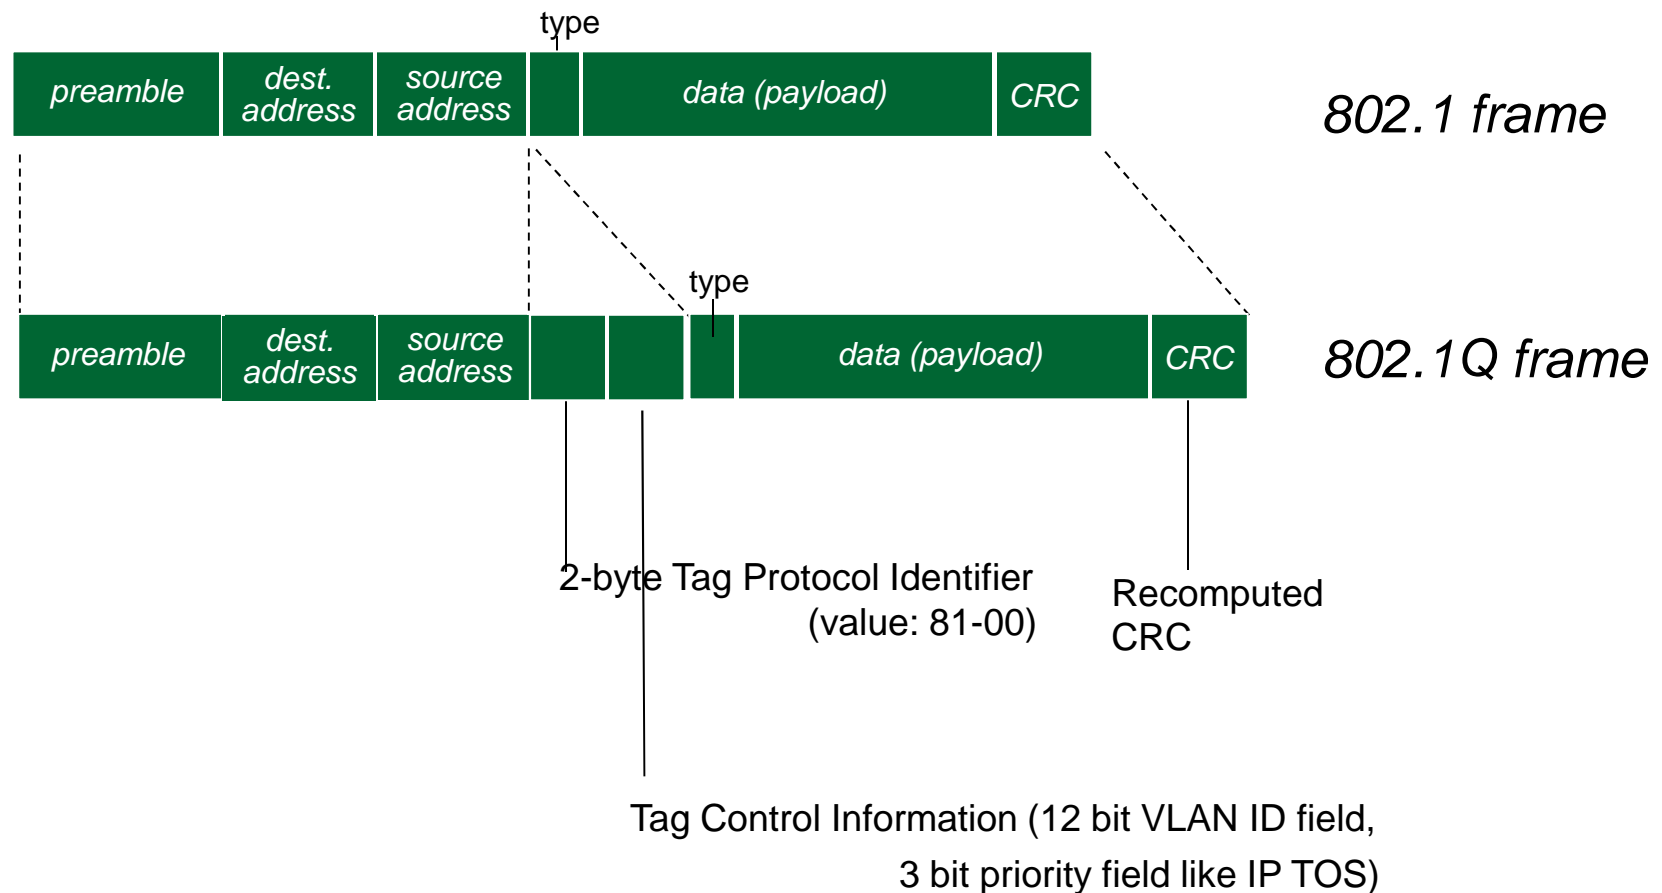 type
preamble
dest.
address
source
address
data (payload)
CRC
802.1 frame
type
preamble
dest.
address
source
address
data (payload)
CRC
802.1Q frame
2-byte Tag Protocol Identifier
(value: 81-00)
Recomputed
CRC
Tag Control Information (12 bit VLAN ID field,
3 bit priority field like IP TOS)